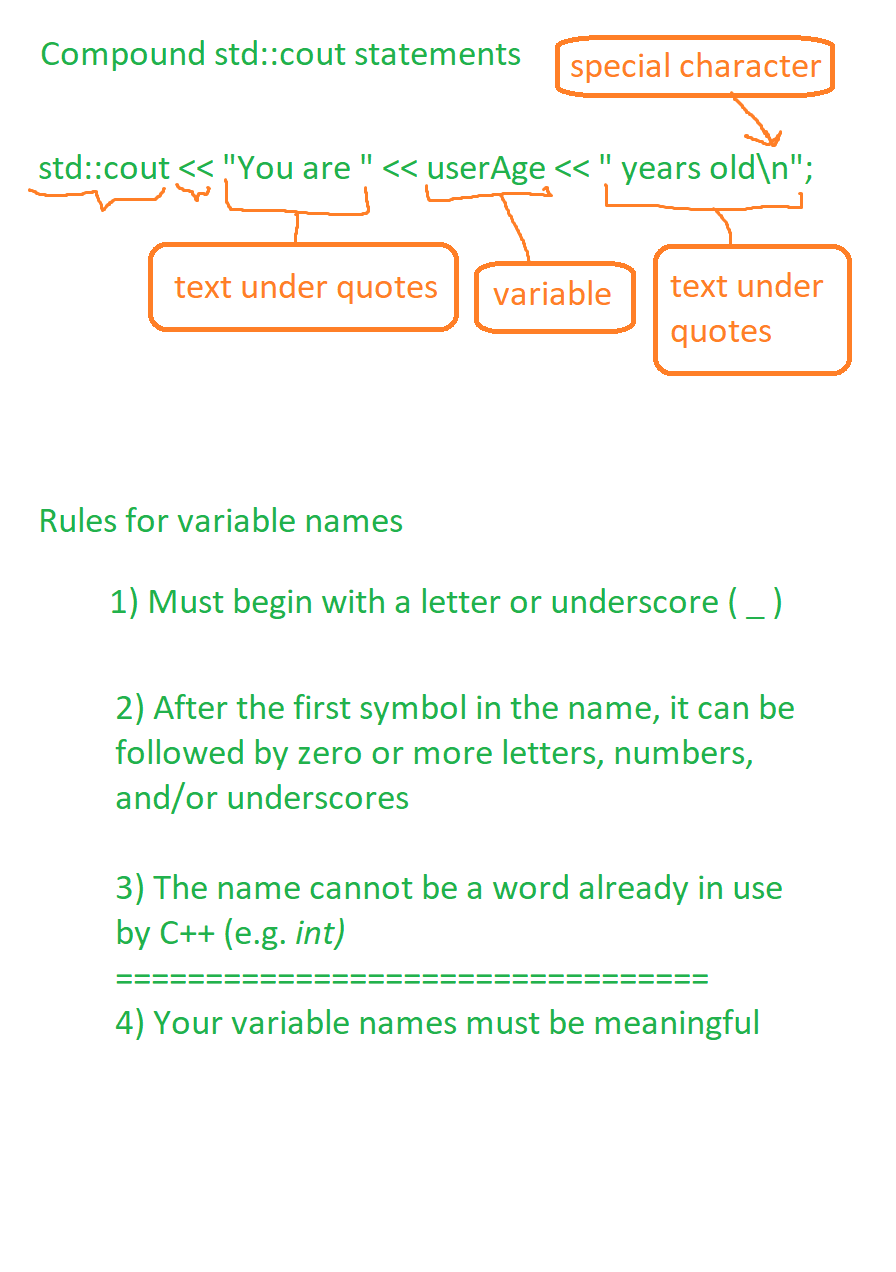 Compound std::cout statements
special character
std::cout << "You are " << userAge << " years old\n";
text under quotes
variable
text under
quotes
Rules for variable names
1) Must begin with a letter or underscore ( _ )
2) After the first symbol in the name, it can be
followed by zero or more letters, numbers,
and/or underscores
3) The name cannot be a word already in use
by C++ (e.g. int)
=================================
4) Your variable names must be meaningful